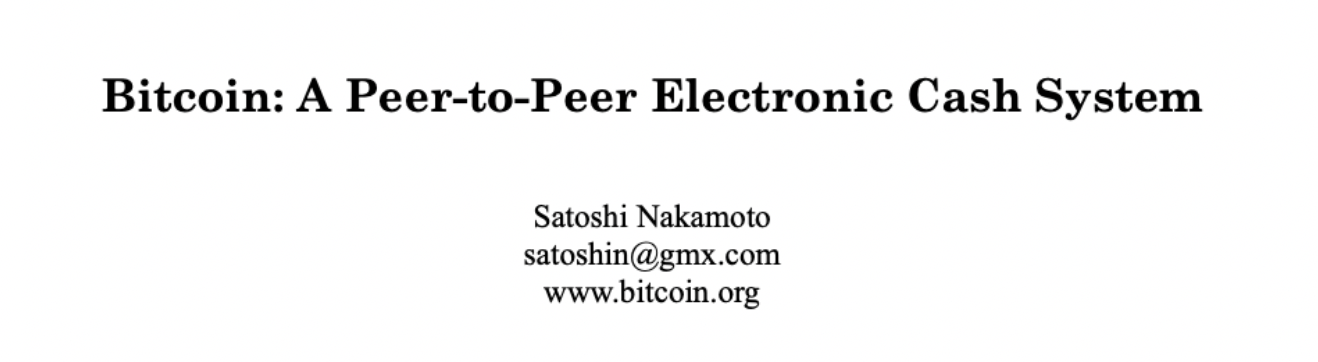 Bitcoin: A Peer-to-Peer Electronic Cash System
Satoshi Nakamoto
satoshin@gmx.com
www.bitcoin.org